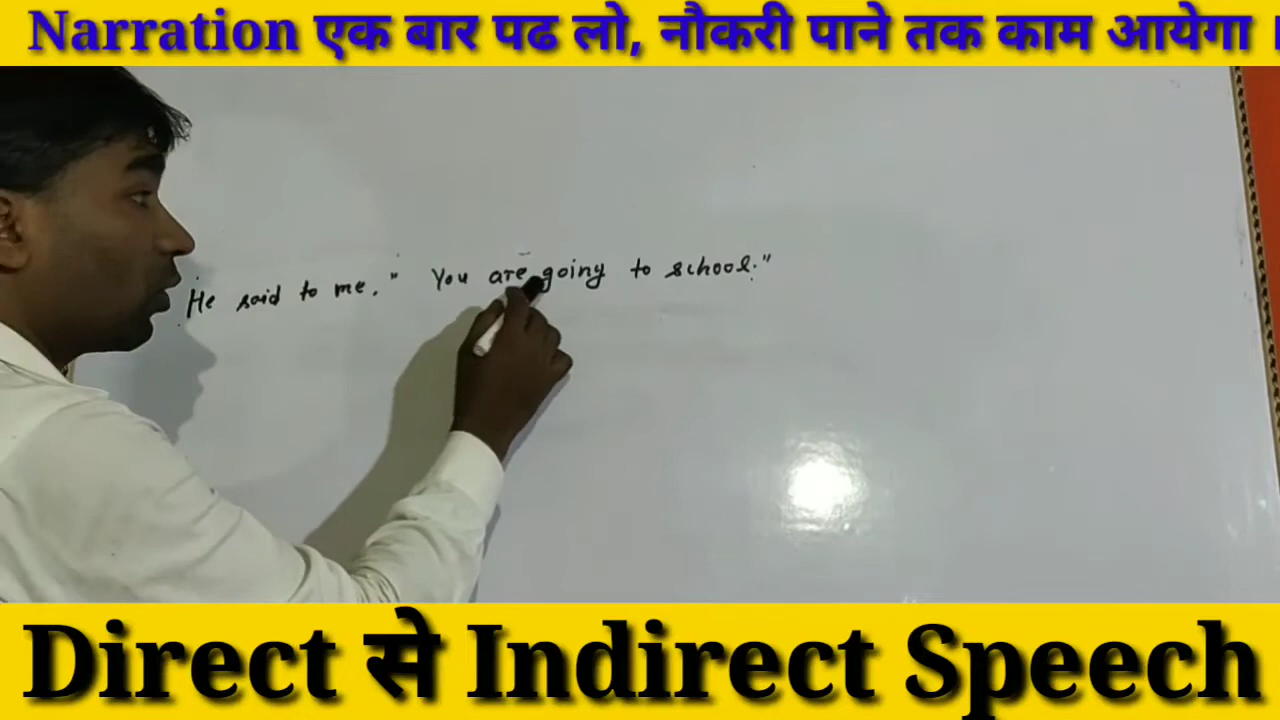 Narration एक बार पढ लो, नौकरी पाने तक काम आयेगा ।
He said to me." You are going to school."
Direct से Indirect Speech